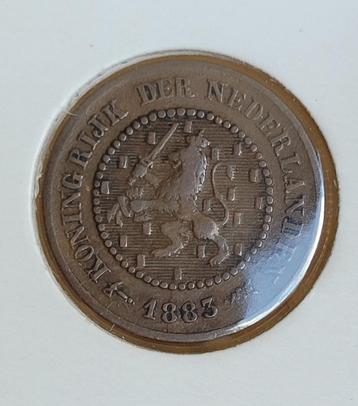 KONINGRIJK DER NEDERLANDEN
1883